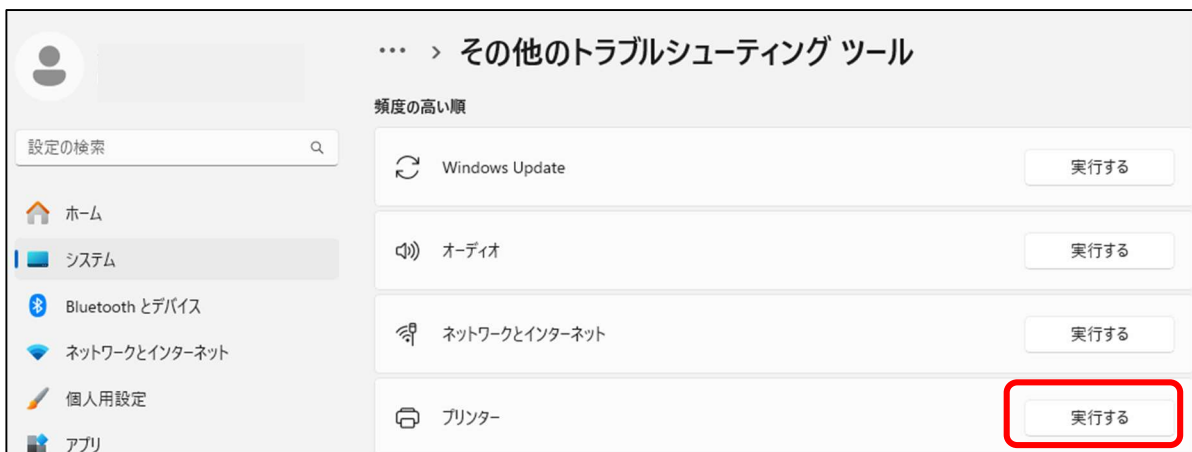 … > その他のトラブルシューティング ツール
頻度の高い順
設定の検索
ホーム
システム
Bluetooth とデバイス
ネットワークとインターネット
個人用設定
アプリ
Windows Update 実行する
オーディオ 実行する
ネットワークとインターネット 実行する
プリンター 実行する